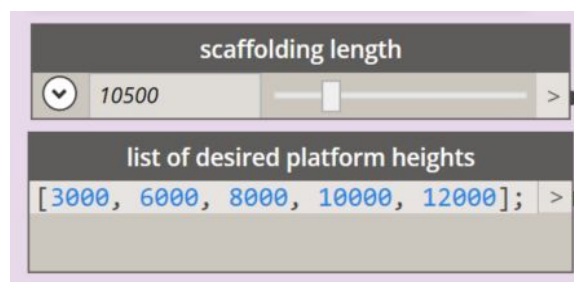 scaffolding length
10500
>
list of desired platform heights
[3000, 6000, 8000, 10000, 12000];
>